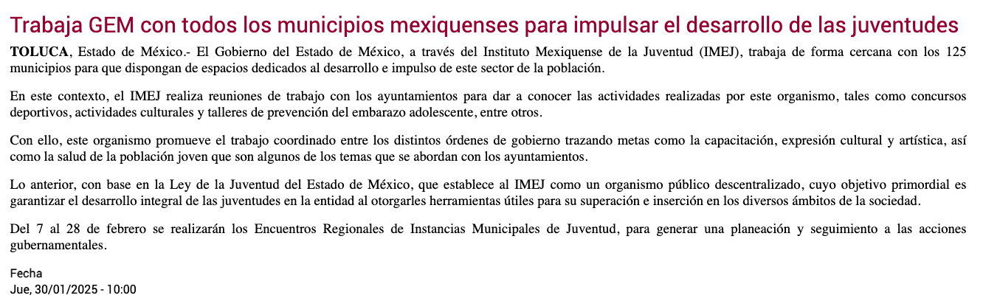 Trabaja GEM con todos los municipios mexiquenses para impulsar el desarrollo de las juventudes
TOLUCA, Estado de México.- El Gobierno del Estado de México, a través del Instituto Mexiquense de la Juventud (IMEJ), trabaja de forma cercana con los 125
municipios para que dispongan de espacios dedicados al desarrollo e impulso de este sector de la población.
En este contexto, el IMEJ realiza reuniones de trabajo con los ayuntamientos para dar a conocer las actividades realizadas por este organismo, tales como concursos
deportivos, actividades culturales y talleres de prevención del embarazo adolescente, entre otros.
Con ello, este organismo promueve el trabajo coordinado entre los distintos órdenes de gobierno trazando metas como la capacitación, expresión cultural y artística, así
como la salud de la población joven que son algunos de los temas que se abordan con los ayuntamientos.
Lo anterior, con base en la Ley de la Juventud del Estado de México, que establece al IMEJ como un organismo público descentralizado, cuyo objetivo primordial es
garantizar el desarrollo integral de las juventudes en la entidad al otorgarles herramientas útiles para su superación e inserción en los diversos ámbitos de la sociedad.
Del 7 al 28 de febrero se realizarán los Encuentros Regionales de Instancias Municipales de Juventud, para generar una planeación y seguimiento a las acciones
gubernamentales.
Fecha
Jue, 30/01/2025 - 10:00